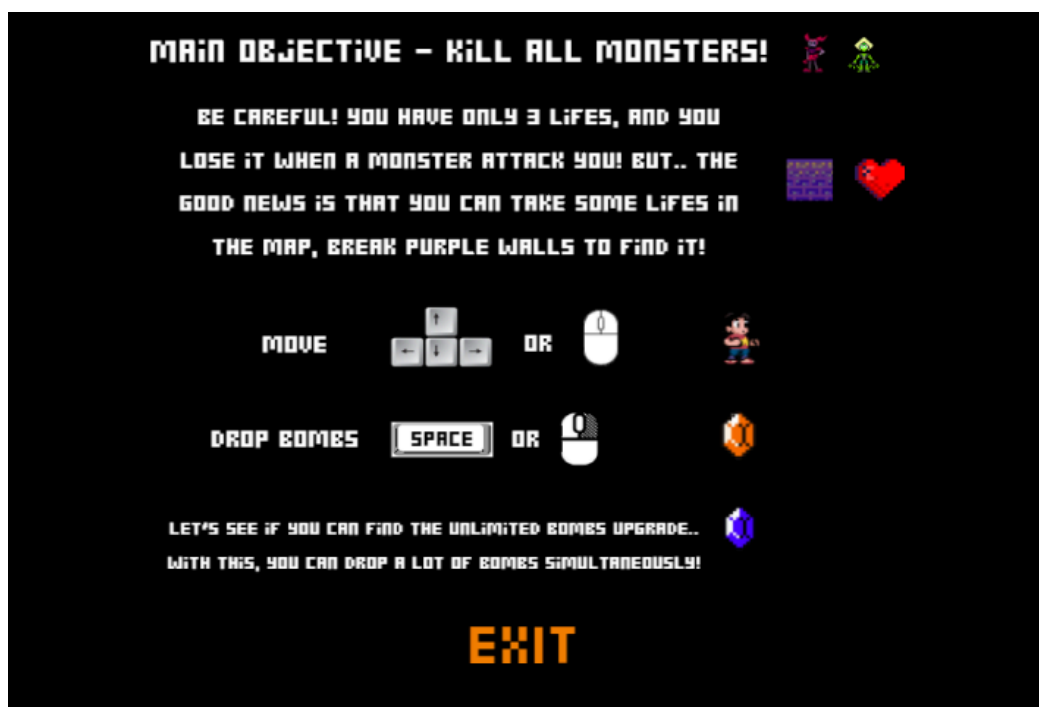 MAIN OBJECTIVE - KILL ALL MONSTERS!
BE CAREFUL! YOU HAVE ONLY 3 LIFES, AND YOU
LOSE IT WHEN A MONSTER ATTACK YOU! BUT.. THE
GOOD NEWS IS THAT YOU CAN TAKE SOME LIFES IN
THE MAP, BREAK PURPLE WALLS TO FIND IT!
MOVE ↑ ← ↓ → OR
DROP BOMBS SPACE OR
LET'S SEE IF YOU CAN FIND THE UNLIMITED BOMBS UPGRADE..
WITH THIS, YOU CAN DROP A LOT OF BOMBS SIMULTANEOUSLY!
EXIT